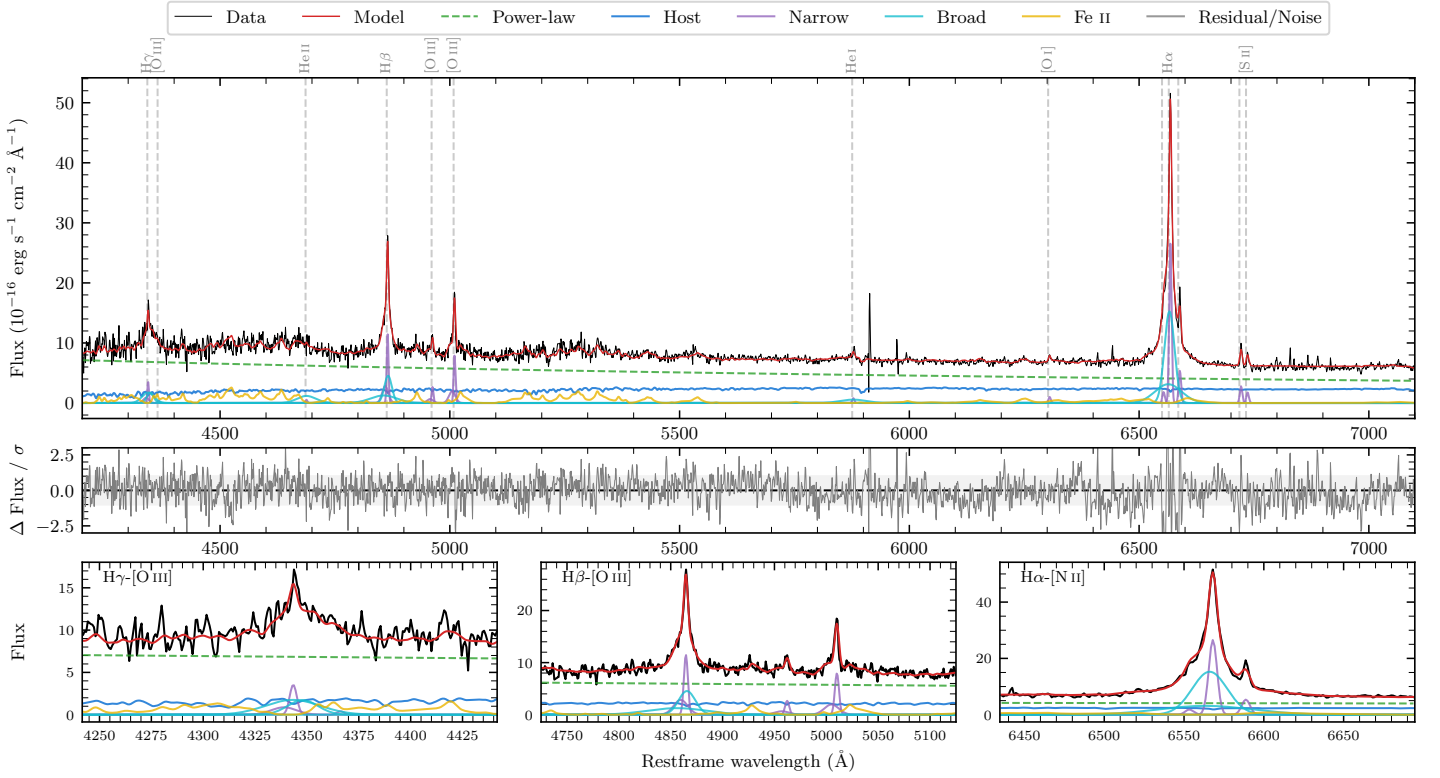 Data Model Power-law Host Narrow Broad Fe II Residual/Noise
Hγ [O III] He II Hβ [O III] [O III] He I [O I] Hα [S II]
Flux (10⁻¹⁶ erg s⁻¹ cm⁻² Å⁻¹)
50
40
30
20
10
0
4500 5000 5500 6000 6500 7000
Δ Flux / σ
2.5
0.0
−2.5
4500 5000 5500 6000 6500 7000
Hγ-[O III]
Flux
15
10
5
0
4250 4275 4300 4325 4350 4375 4400 4425
Hβ-[O III]
20
10
0
4750 4800 4850 4900 4950 5000 5050 5100
Hα-[N II]
40
20
0
6450 6500 6550 6600 6650
Restframe wavelength (Å)